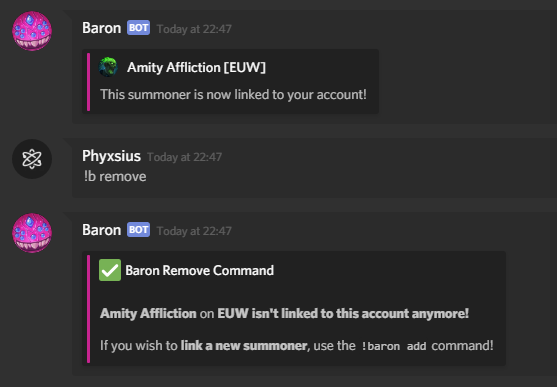 Baron BOT Today at 22:47
Amity Affliction [EUW]
This summoner is now linked to your account!
Phyxsius Today at 22:47
!b remove
Baron BOT Today at 22:47
Baron Remove Command
Amity Affliction on EUW isn't linked to this account anymore!
If you wish to link a new summoner, use the !baron add command!